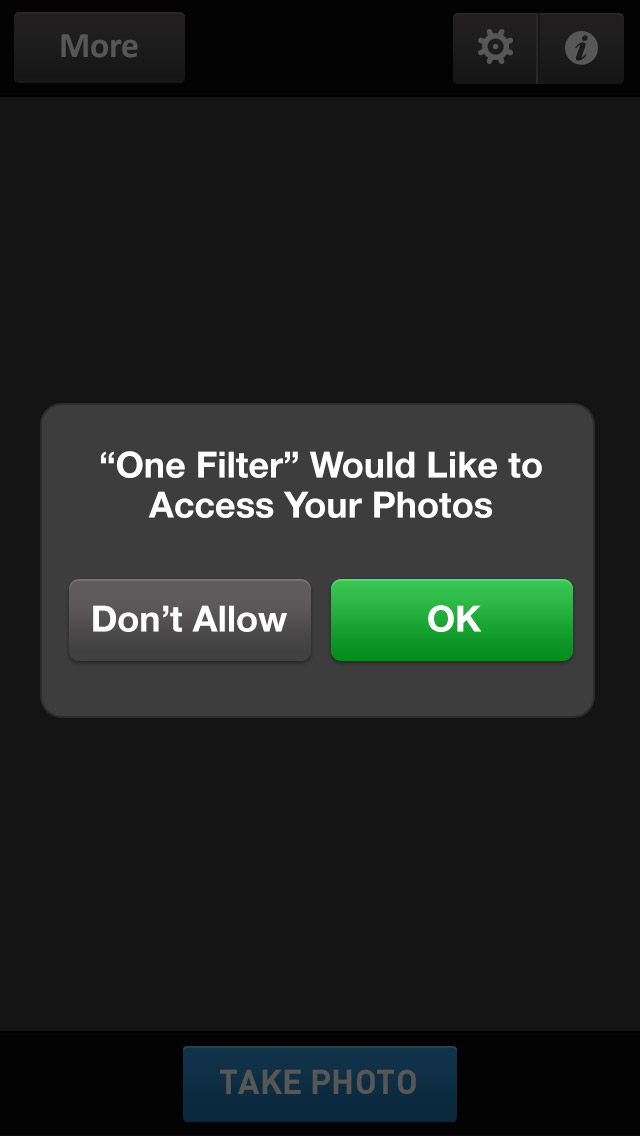 More
“One Filter” Would Like to
Access Your Photos
Don’t Allow
OK
TAKE PHOTO